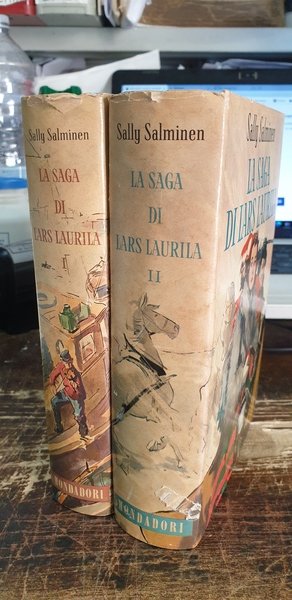 Sally Salminen
LA SAGA
DI
LARS LAURILA
I
MONDADORI
Sally Salminen
LA SAGA
DI
LARS LAURILA
II
MONDADORI
Sally Salminen
LA SAGA
DI LARS LAURILA